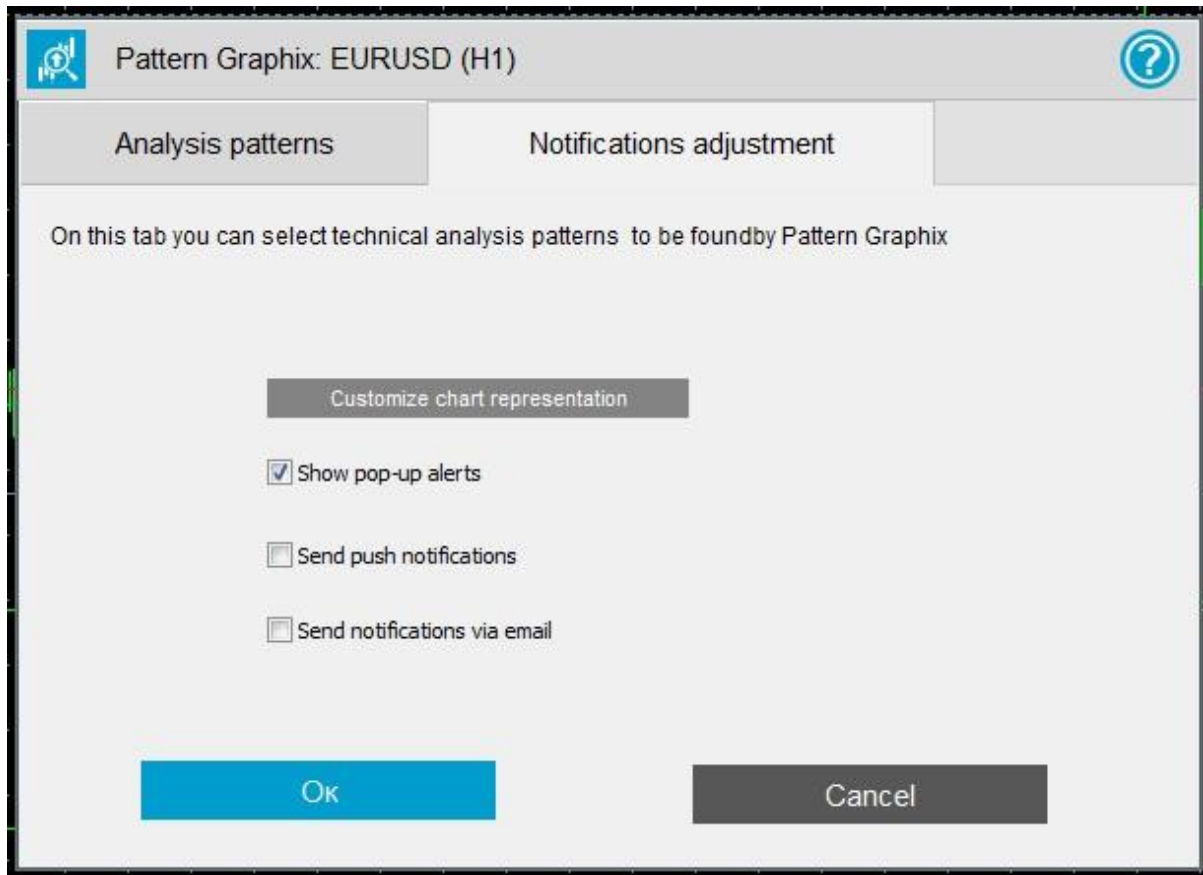 Pattern Graphix: EURUSD (H1)
?
Analysis patterns
Notifications adjustment
On this tab you can select technical analysis patterns  to be foundby Pattern Graphix
Customize chart representation
Show pop-up alerts
Send push notifications
Send notifications via email
Ок
Cancel